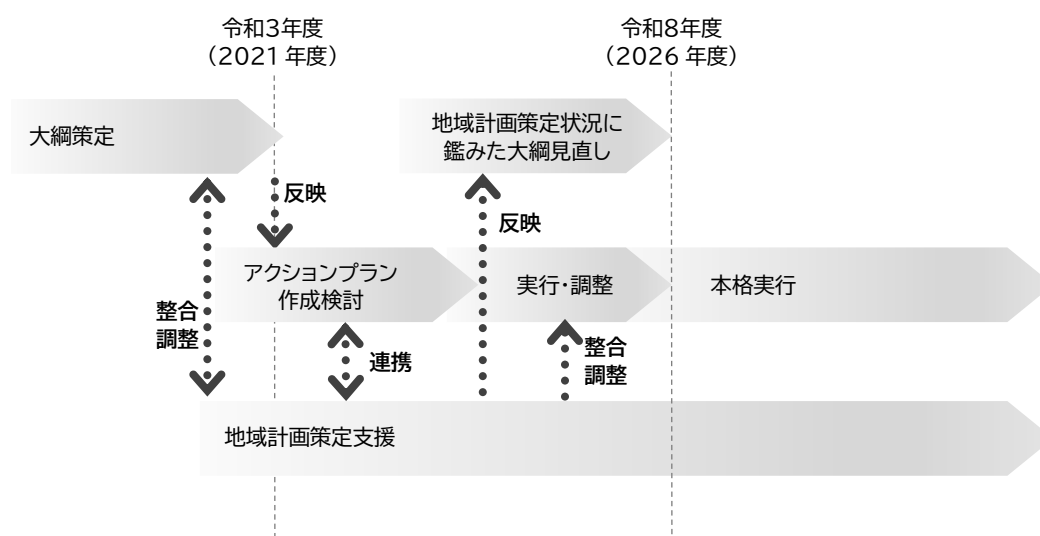 令和3年度
（2021 年度）
令和8年度
（2026 年度）
大綱策定
地域計画策定状況に
鑑みた大綱見直し
反映
反映
アクションプラン
作成検討
実行・調整
本格実行
整合
調整
連携
整合
調整
地域計画策定支援